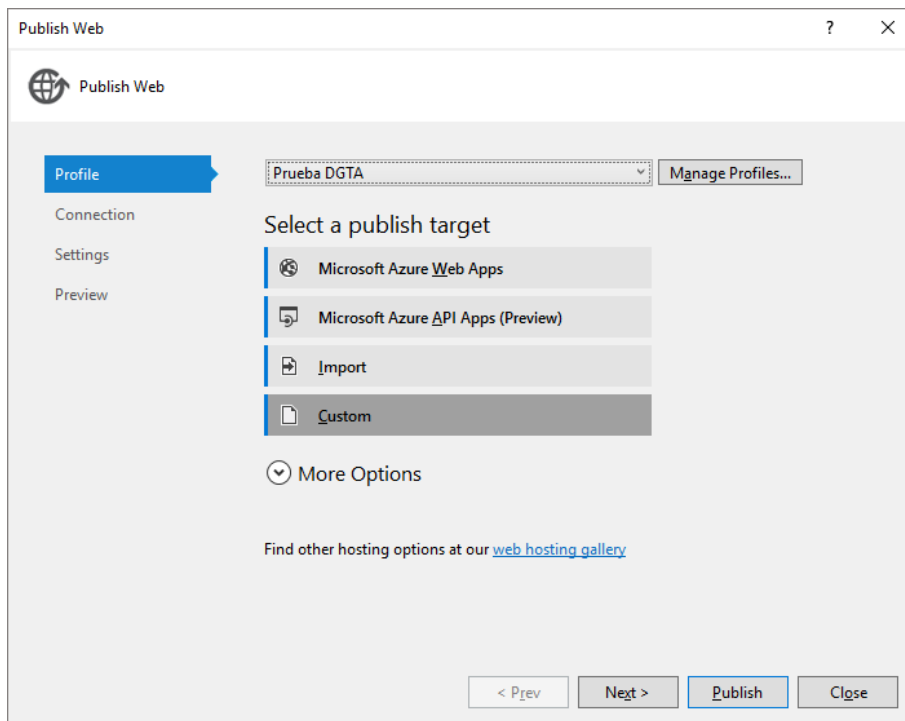 Publish Web
?
Publish Web
Profile
Connection
Settings
Preview
Prueba DGTA
Manage Profiles...
Select a publish target
Microsoft Azure Web Apps
Microsoft Azure API Apps (Preview)
Import
Custom
More Options
Find other hosting options at our web hosting gallery
< Prev
Next >
Publish
Close